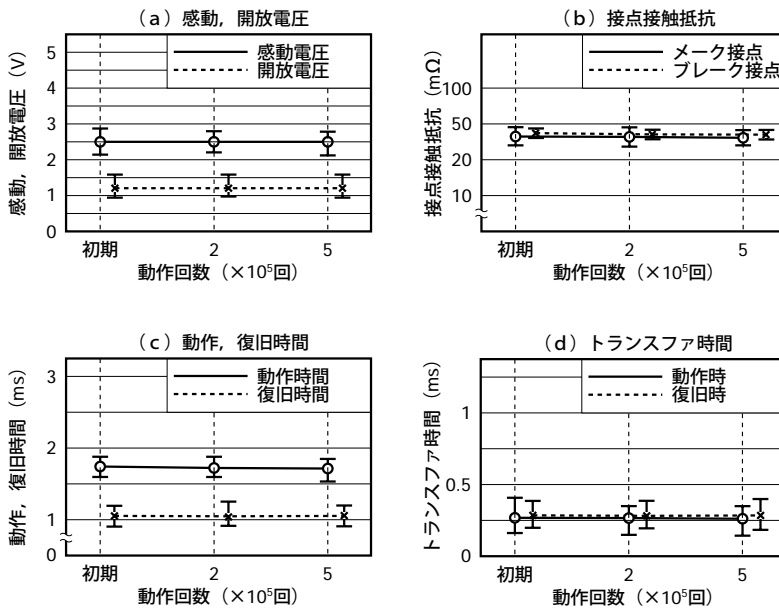 (a) 感動，開放電圧
感動，開放電圧（V）
感動電圧
開放電圧
5
4
3
2
1
0
初期 2 5
動作回数（×10⁵回）
(b) 接点接触抵抗
接点接触抵抗（mΩ）
メーク接点
ブレーク接点
100
50
20
10
初期 2 5
動作回数（×10⁵回）
(c) 動作，復旧時間
動作，復旧時間（ms）
動作時間
復旧時間
3
2
1
0
初期 2 5
動作回数（×10⁵回）
(d) トランスファ時間
トランスファ時間（ms）
動作時
復旧時
1
0.5
0
初期 2 5
動作回数（×10⁵回）